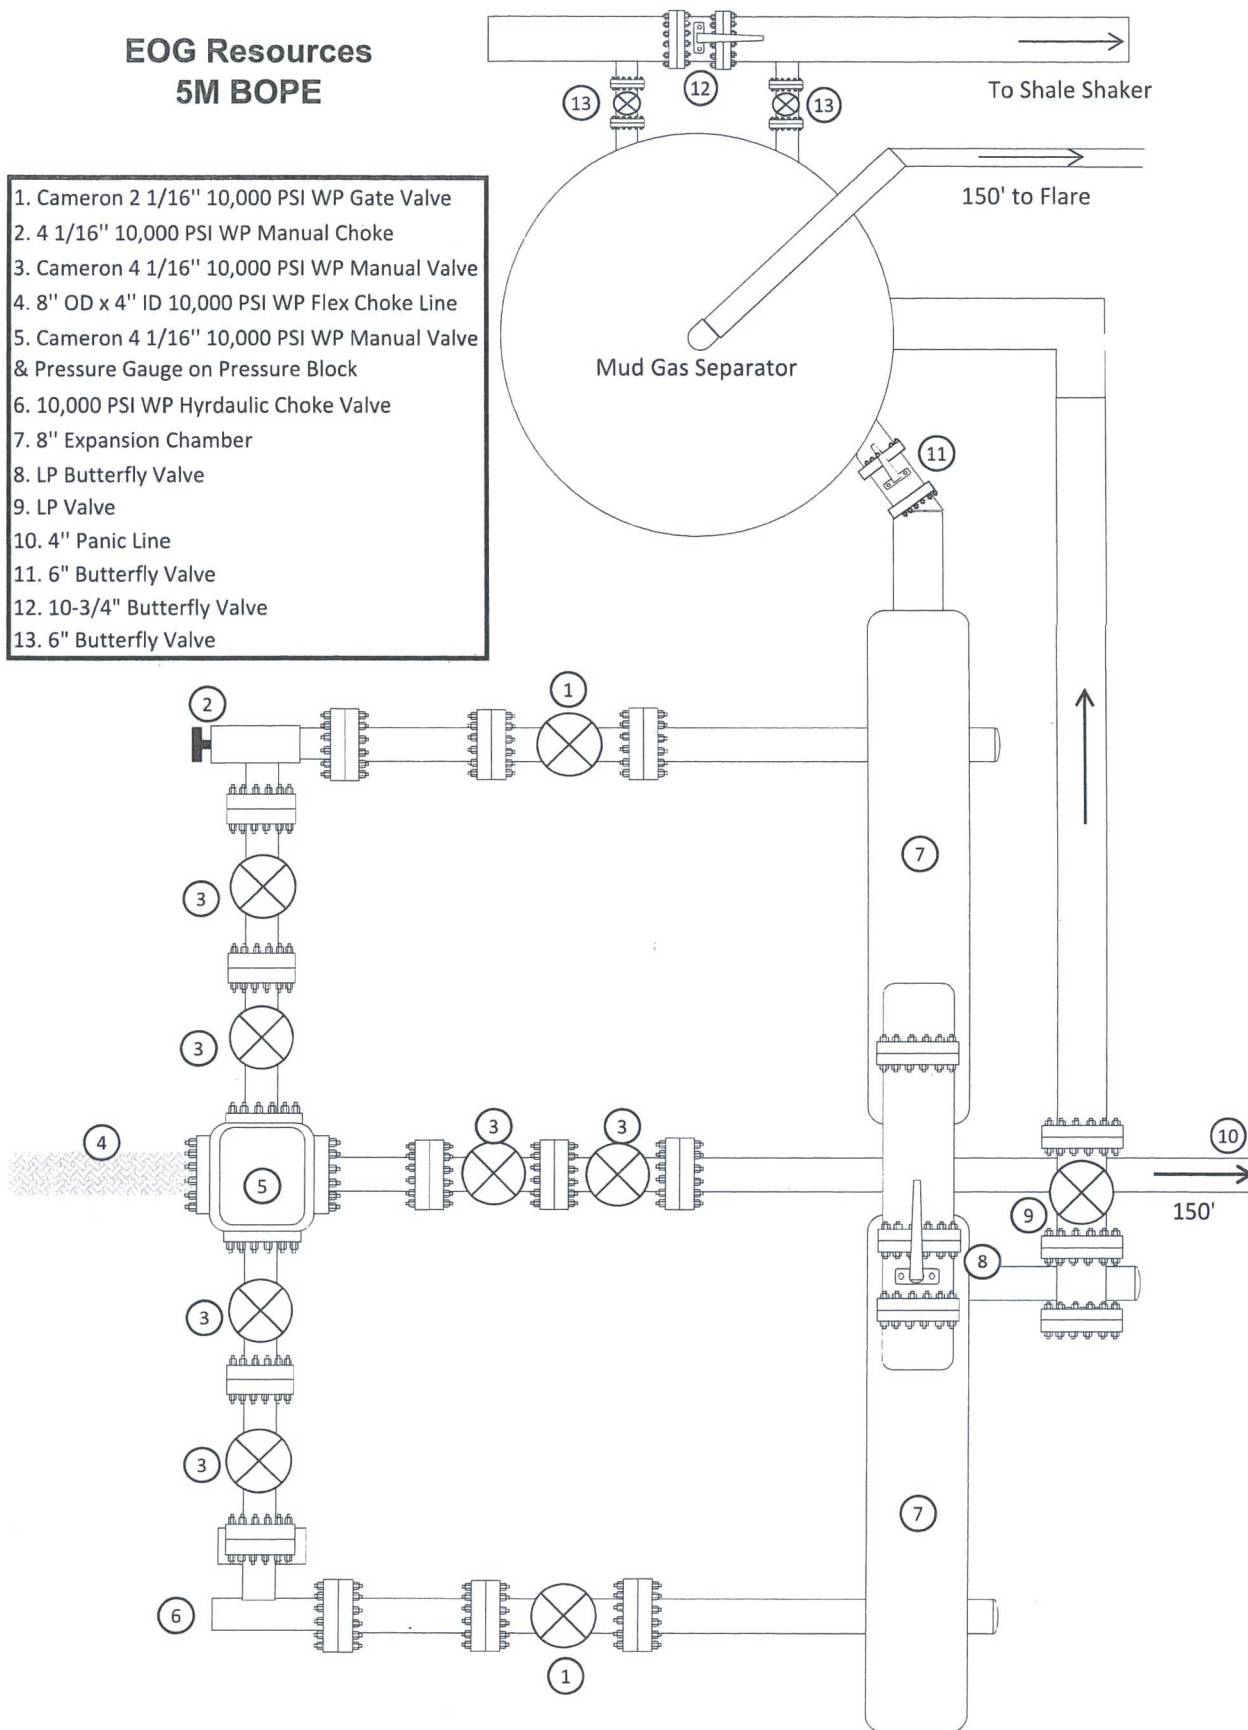 EOG Resources
5M BOPE
1. Cameron 2 1/16" 10,000 PSI WP Gate Valve
2. 4 1/16" 10,000 PSI WP Manual Choke
3. Cameron 4 1/16" 10,000 PSI WP Manual Valve
4. 8" OD x 4" ID 10,000 PSI WP Flex Choke Line
5. Cameron 4 1/16" 10,000 PSI WP Manual Valve
& Pressure Gauge on Pressure Block
6. 10,000 PSI WP Hyrdaulic Choke Valve
7. 8" Expansion Chamber
8. LP Butterfly Valve
9. LP Valve
10. 4" Panic Line
11. 6" Butterfly Valve
12. 10-3/4" Butterfly Valve
13. 6" Butterfly Valve
12
13
13
To Shale Shaker
150' to Flare
Mud Gas Separator
11
1
2
7
3
3
3
3
10
4
5
150'
9
8
3
3
7
6
1